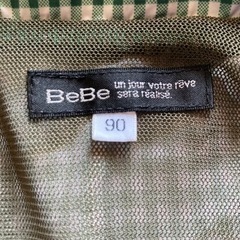 BeBe
un jour votre rêve
sera réalisé.
90